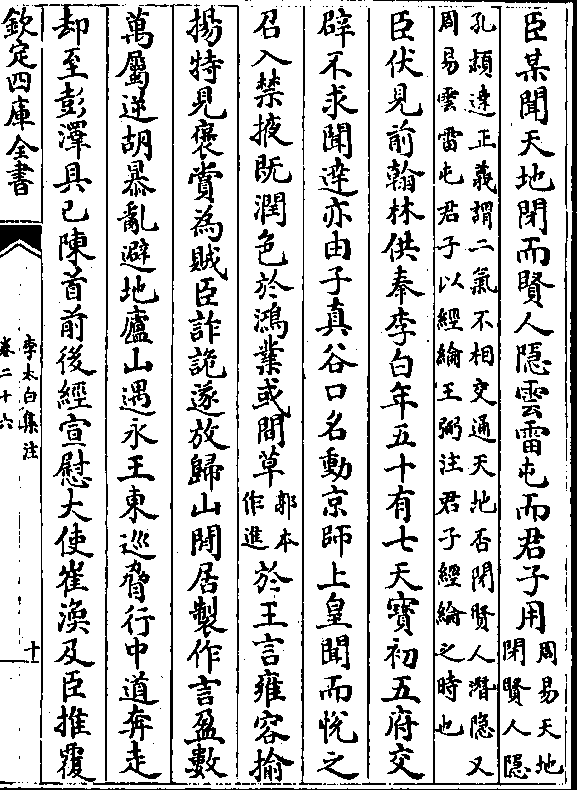 臣某聞天地閉而賢人隱雲雷屯而君子用周易天地閉賢人隱
孔穎達正義謂二氣不相交通天地否閉賢人潛隐又
周易雲雷屯君子以經綸王弼注君子經綸之時也
臣伏見前翰林供奉李白年五十有七天寶初五府交
辟不求聞達亦由子真谷口名動京師上皇聞而悅之
召入禁掖既潤色於鴻業或間草郭本作進於王言雍容揄
揚特見褒賞為賊臣詐詭遂放歸山閒居製作言盈數
萬屬逆胡暴亂避地廬山遇永王東巡脅行中道奔走
却至彭澤具已陳首前後經宣慰大使崔渙及臣推覆
欽定四庫全書
李太白集注
卷二十六
十